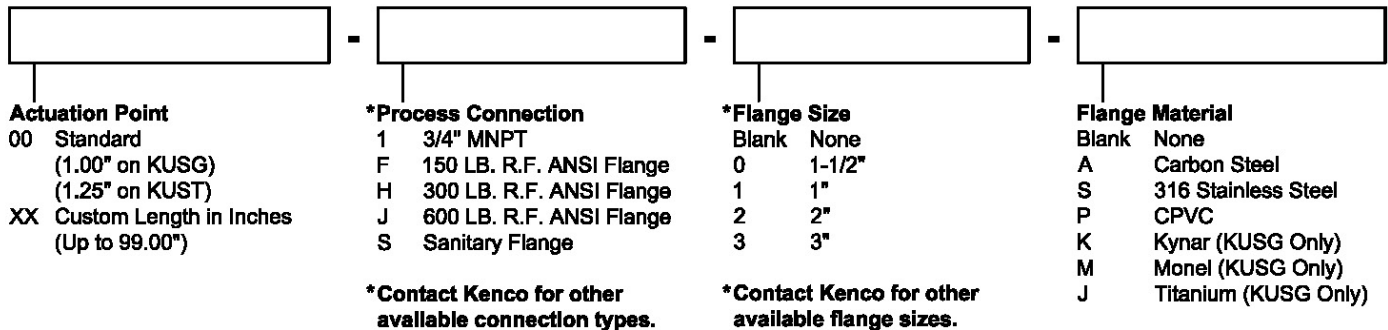 - - -
Actuation Point
00 Standard
(1.00" on KUSG)
(1.25" on KUST)
XX Custom Length in Inches
(Up to 99.00")
*Process Connection
1 3/4" MNPT
F 150 LB. R.F. ANSI Flange
H 300 LB. R.F. ANSI Flange
J 600 LB. R.F. ANSI Flange
S Sanitary Flange
*Contact Kenco for other
available connection types.
*Flange Size
Blank None
0 1-1/2"
1 1"
2 2"
3 3"
*Contact Kenco for other
available flange sizes.
Flange Material
Blank None
A Carbon Steel
S 316 Stainless Steel
P CPVC
K Kynar (KUSG Only)
M Monel (KUSG Only)
J Titanium (KUSG Only)